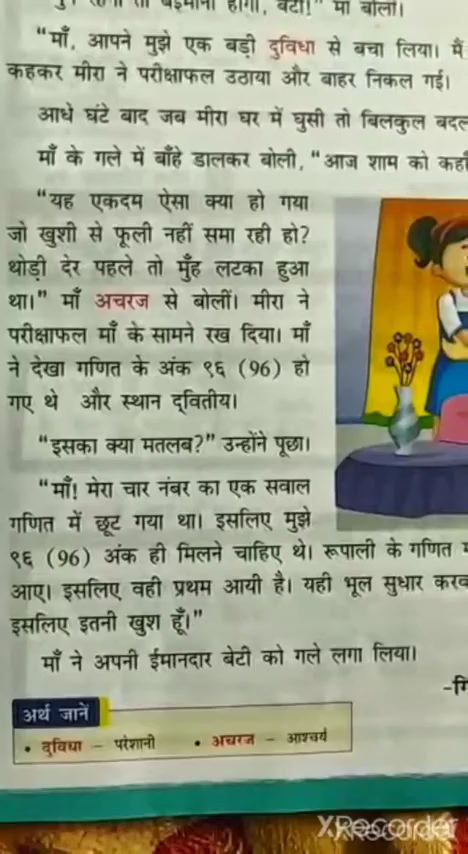 तो बेईमानी होगी, बेटी!" माँ बोलीं।
"माँ, आपने मुझे एक बड़ी दुविधा से बचा लिया। मैं
कहकर मीरा ने परीक्षाफल उठाया और बाहर निकल गई।
आधे घंटे बाद जब मीरा घर में घुसी तो बिलकुल
माँ के गले में बाँहे डालकर बोली, "आज शाम को
"यह एकदम ऐसा क्या हो गया
जो खुशी से फूली नहीं समा रही हो?
थोड़ी देर पहले तो मुँह लटका हुआ
था।" माँ अचरज से बोलीं। मीरा ने
परीक्षाफल माँ के सामने रख दिया। माँ
ने देखा गणित के अंक ९६ (96) हो
गए थे और स्थान द्वितीय।
"इसका क्या मतलब?" उन्होंने पूछा।
"माँ! मेरा चार नंबर का एक सवाल
गणित में छूट गया था। इसलिए मुझे
९६ (96) अंक ही मिलने चाहिए थे। रूपाली के गणित
आए। इसलिए वही प्रथम आयी है। यही भूल सुधार
इसलिए इतनी खुश हूँ।"
माँ ने अपनी ईमानदार बेटी को गले लगा लिया।
अर्थ जानें
• दुविधा – परेशानी • अचरज – आश्चर्य
XRecorder